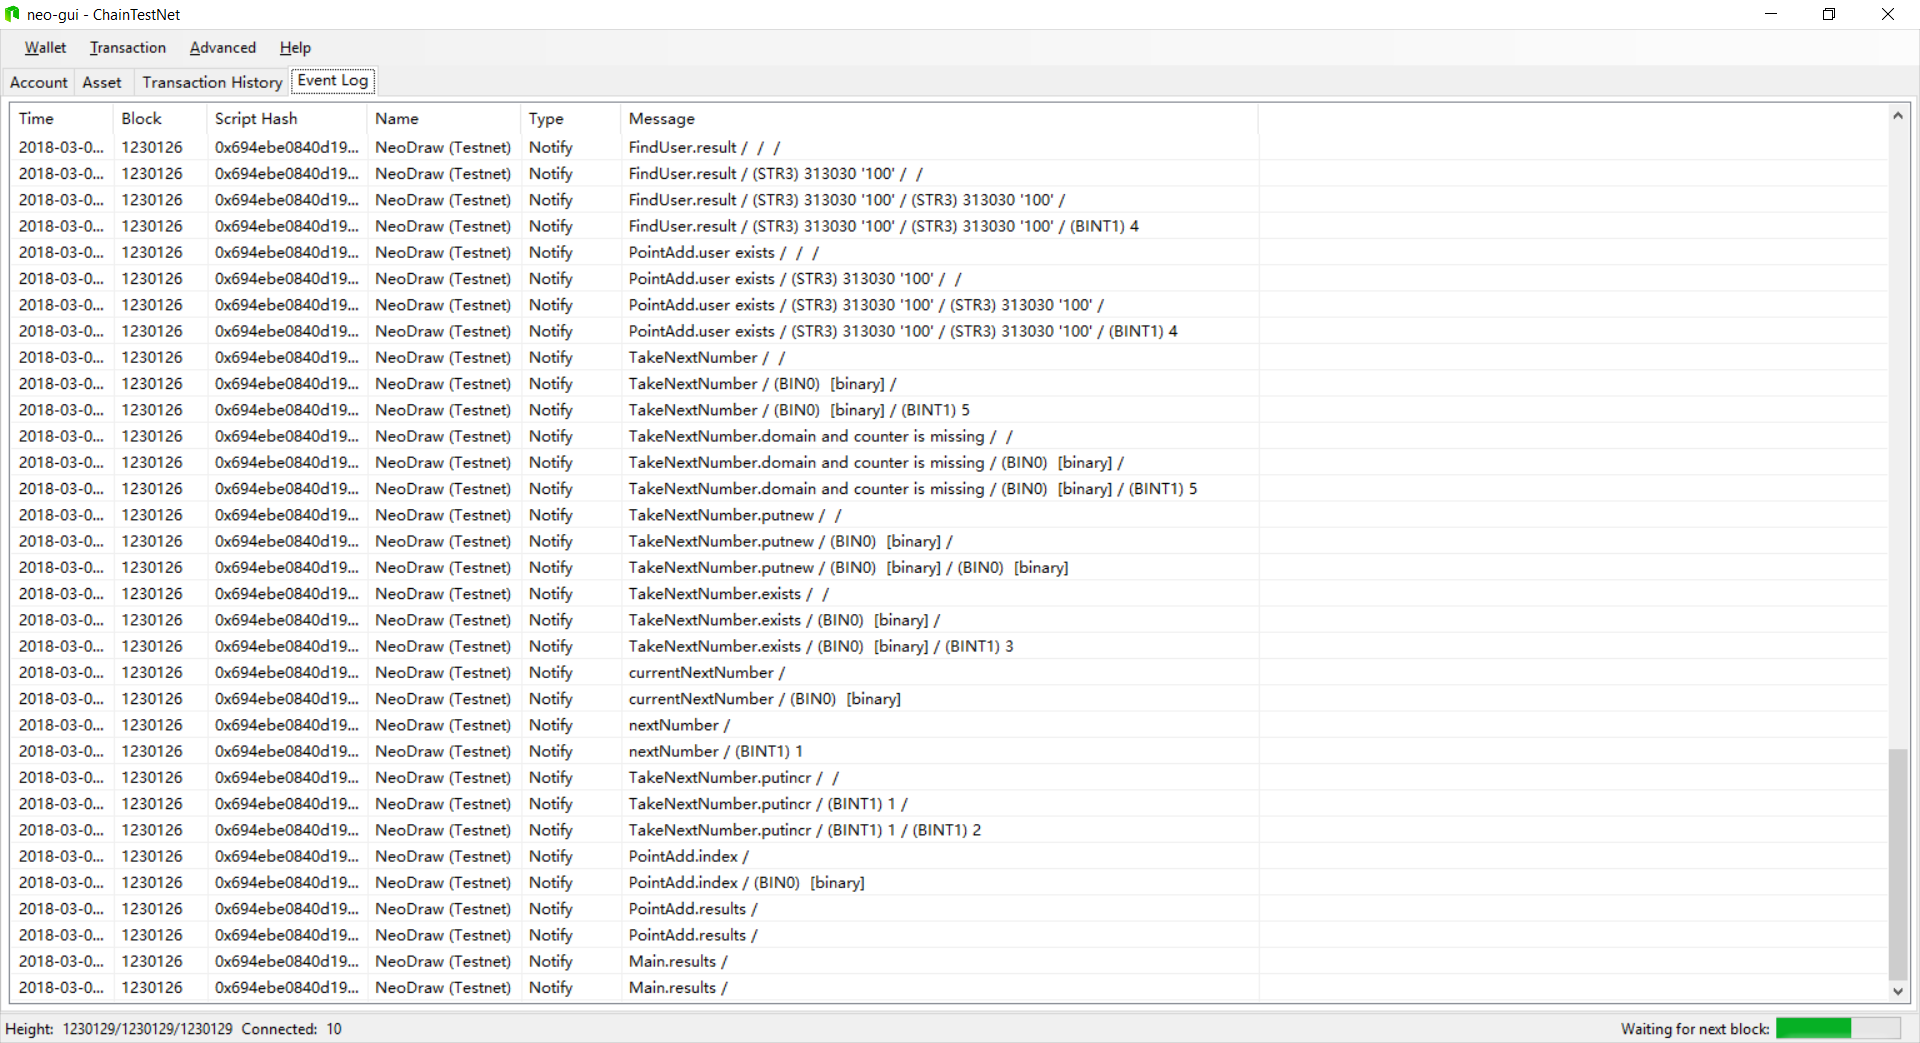 neo-gui - ChainTestNet
Wallet Transaction Advanced Help
Account Asset Transaction History Event Log
Time Block Script Hash Name Type Message
2018-03-0... 1230126 0x694ebe0840d19... NeoDraw (Testnet) Notify FindUser.result / / /
2018-03-0... 1230126 0x694ebe0840d19... NeoDraw (Testnet) Notify FindUser.result / (STR3) 313030 '100' / /
2018-03-0... 1230126 0x694ebe0840d19... NeoDraw (Testnet) Notify FindUser.result / (STR3) 313030 '100' / (STR3) 313030 '100' /
2018-03-0... 1230126 0x694ebe0840d19... NeoDraw (Testnet) Notify FindUser.result / (STR3) 313030 '100' / (STR3) 313030 '100' / (BINT1) 4
2018-03-0... 1230126 0x694ebe0840d19... NeoDraw (Testnet) Notify PointAdd.user exists / / /
2018-03-0... 1230126 0x694ebe0840d19... NeoDraw (Testnet) Notify PointAdd.user exists / (STR3) 313030 '100' / /
2018-03-0... 1230126 0x694ebe0840d19... NeoDraw (Testnet) Notify PointAdd.user exists / (STR3) 313030 '100' / (STR3) 313030 '100' /
2018-03-0... 1230126 0x694ebe0840d19... NeoDraw (Testnet) Notify PointAdd.user exists / (STR3) 313030 '100' / (STR3) 313030 '100' / (BINT1) 4
2018-03-0... 1230126 0x694ebe0840d19... NeoDraw (Testnet) Notify TakeNextNumber / /
2018-03-0... 1230126 0x694ebe0840d19... NeoDraw (Testnet) Notify TakeNextNumber / (BIN0) [binary] /
2018-03-0... 1230126 0x694ebe0840d19... NeoDraw (Testnet) Notify TakeNextNumber / (BIN0) [binary] / (BINT1) 5
2018-03-0... 1230126 0x694ebe0840d19... NeoDraw (Testnet) Notify TakeNextNumber.domain and counter is missing / /
2018-03-0... 1230126 0x694ebe0840d19... NeoDraw (Testnet) Notify TakeNextNumber.domain and counter is missing / (BIN0) [binary] /
2018-03-0... 1230126 0x694ebe0840d19... NeoDraw (Testnet) Notify TakeNextNumber.domain and counter is missing / (BIN0) [binary] / (BINT1) 5
2018-03-0... 1230126 0x694ebe0840d19... NeoDraw (Testnet) Notify TakeNextNumber.putnew / /
2018-03-0... 1230126 0x694ebe0840d19... NeoDraw (Testnet) Notify TakeNextNumber.putnew / (BIN0) [binary] /
2018-03-0... 1230126 0x694ebe0840d19... NeoDraw (Testnet) Notify TakeNextNumber.putnew / (BIN0) [binary] / (BIN0) [binary]
2018-03-0... 1230126 0x694ebe0840d19... NeoDraw (Testnet) Notify TakeNextNumber.exists / /
2018-03-0... 1230126 0x694ebe0840d19... NeoDraw (Testnet) Notify TakeNextNumber.exists / (BIN0) [binary] /
2018-03-0... 1230126 0x694ebe0840d19... NeoDraw (Testnet) Notify TakeNextNumber.exists / (BIN0) [binary] / (BINT1) 3
2018-03-0... 1230126 0x694ebe0840d19... NeoDraw (Testnet) Notify currentNextNumber /
2018-03-0... 1230126 0x694ebe0840d19... NeoDraw (Testnet) Notify currentNextNumber / (BIN0) [binary]
2018-03-0... 1230126 0x694ebe0840d19... NeoDraw (Testnet) Notify nextNumber /
2018-03-0... 1230126 0x694ebe0840d19... NeoDraw (Testnet) Notify nextNumber / (BINT1) 1
2018-03-0... 1230126 0x694ebe0840d19... NeoDraw (Testnet) Notify TakeNextNumber.putincr / /
2018-03-0... 1230126 0x694ebe0840d19... NeoDraw (Testnet) Notify TakeNextNumber.putincr / (BINT1) 1 /
2018-03-0... 1230126 0x694ebe0840d19... NeoDraw (Testnet) Notify TakeNextNumber.putincr / (BINT1) 1 / (BINT1) 2
2018-03-0... 1230126 0x694ebe0840d19... NeoDraw (Testnet) Notify PointAdd.index /
2018-03-0... 1230126 0x694ebe0840d19... NeoDraw (Testnet) Notify PointAdd.index / (BIN0) [binary]
2018-03-0... 1230126 0x694ebe0840d19... NeoDraw (Testnet) Notify PointAdd.results /
2018-03-0... 1230126 0x694ebe0840d19... NeoDraw (Testnet) Notify PointAdd.results /
2018-03-0... 1230126 0x694ebe0840d19... NeoDraw (Testnet) Notify Main.results /
2018-03-0... 1230126 0x694ebe0840d19... NeoDraw (Testnet) Notify Main.results /
Height: 1230129/1230129/1230129 Connected: 10 Waiting for next block: